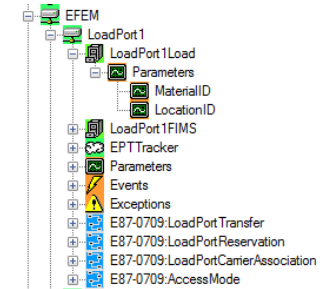 EFEM
LoadPort1
LoadPort1Load
Parameters
MaterialID
LocationID
LoadPort1FIMS
EPTTracker
Parameters
Events
Exceptions
E87-0709:LoadPortTransfer
E87-0709:LoadPortReservation
E87-0709:LoadPortCarrierAssociation
E87-0709:AccessMode